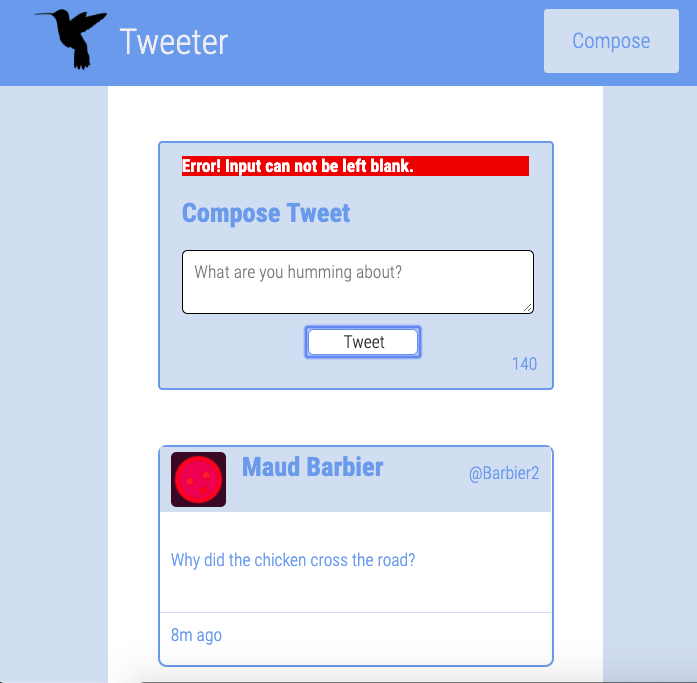 Tweeter
Compose
Error! Input can not be left blank.
Compose Tweet
What are you humming about?
Tweet
140
Maud Barbier
@Barbier2
Why did the chicken cross the road?
8m ago